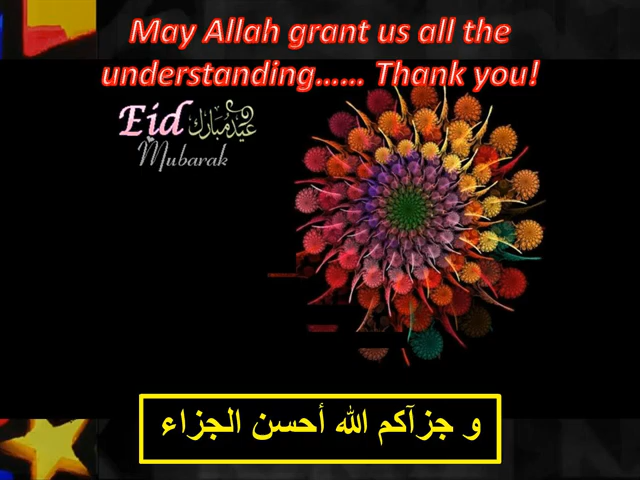 May Allah grant us all the
understanding…… Thank you!
Eid عيد مبارك
Mubarak
و جزآكم الله أحسن الجزاء